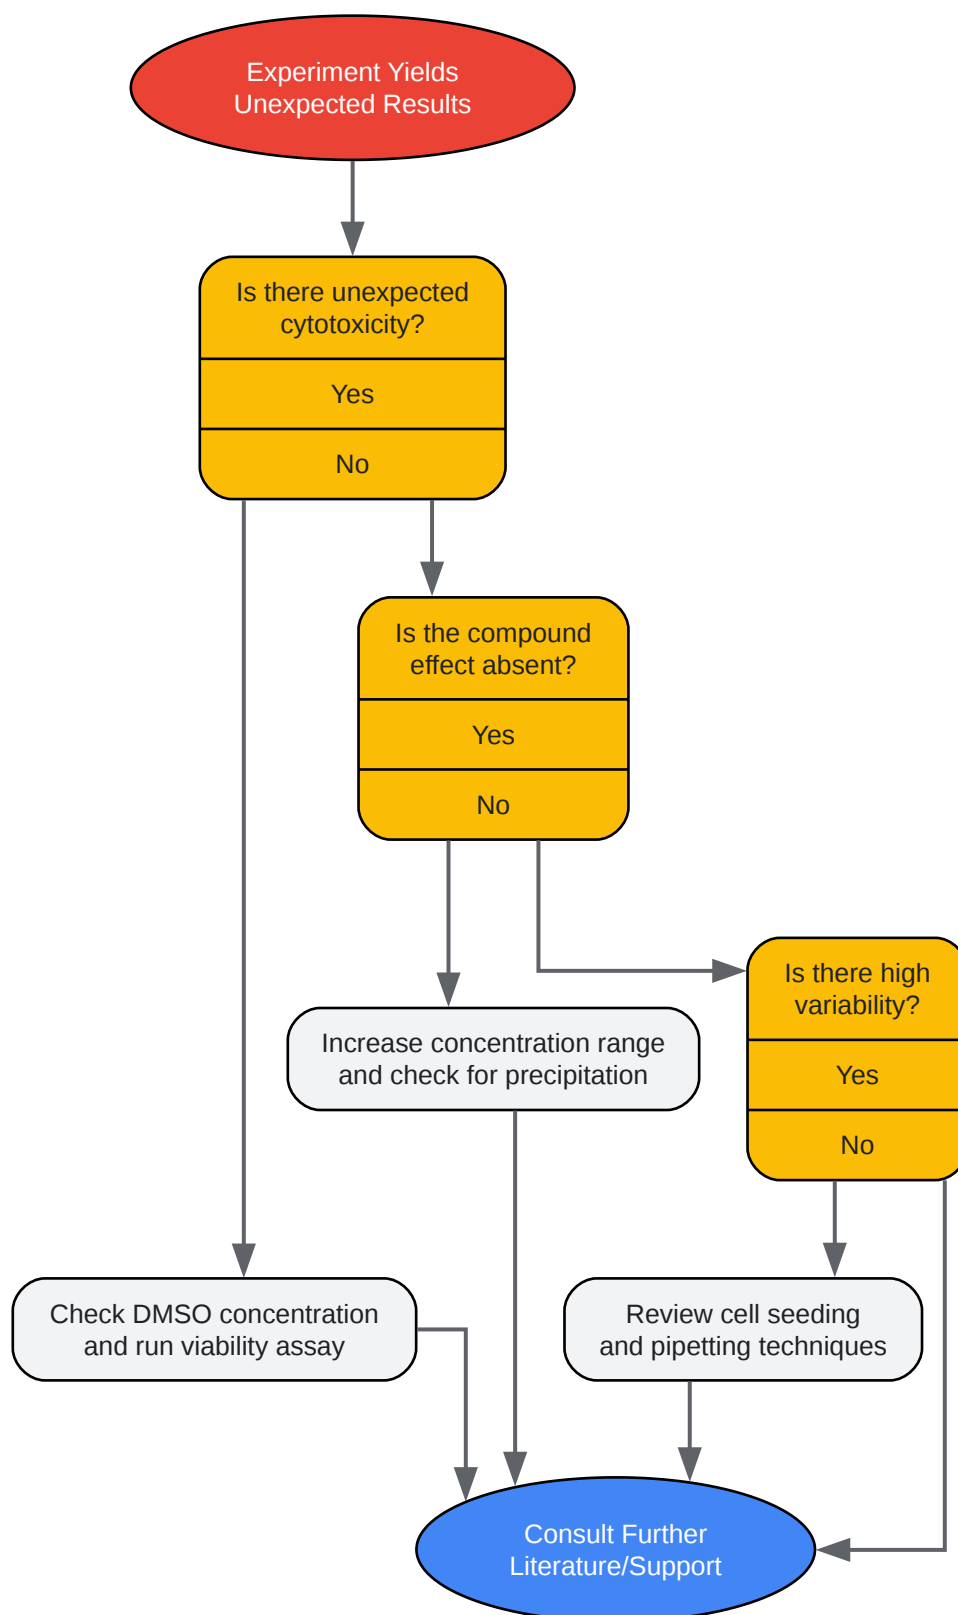 Experiment Yields
Unexpected Results
Is there unexpected
cytotoxicity?
Yes
No
Is the compound
effect absent?
Yes
No
Is there high
variability?
Yes
No
Increase concentration range
and check for precipitation
Check DMSO concentration
and run viability assay
Review cell seeding
and pipetting techniques
Consult Further
Literature/Support